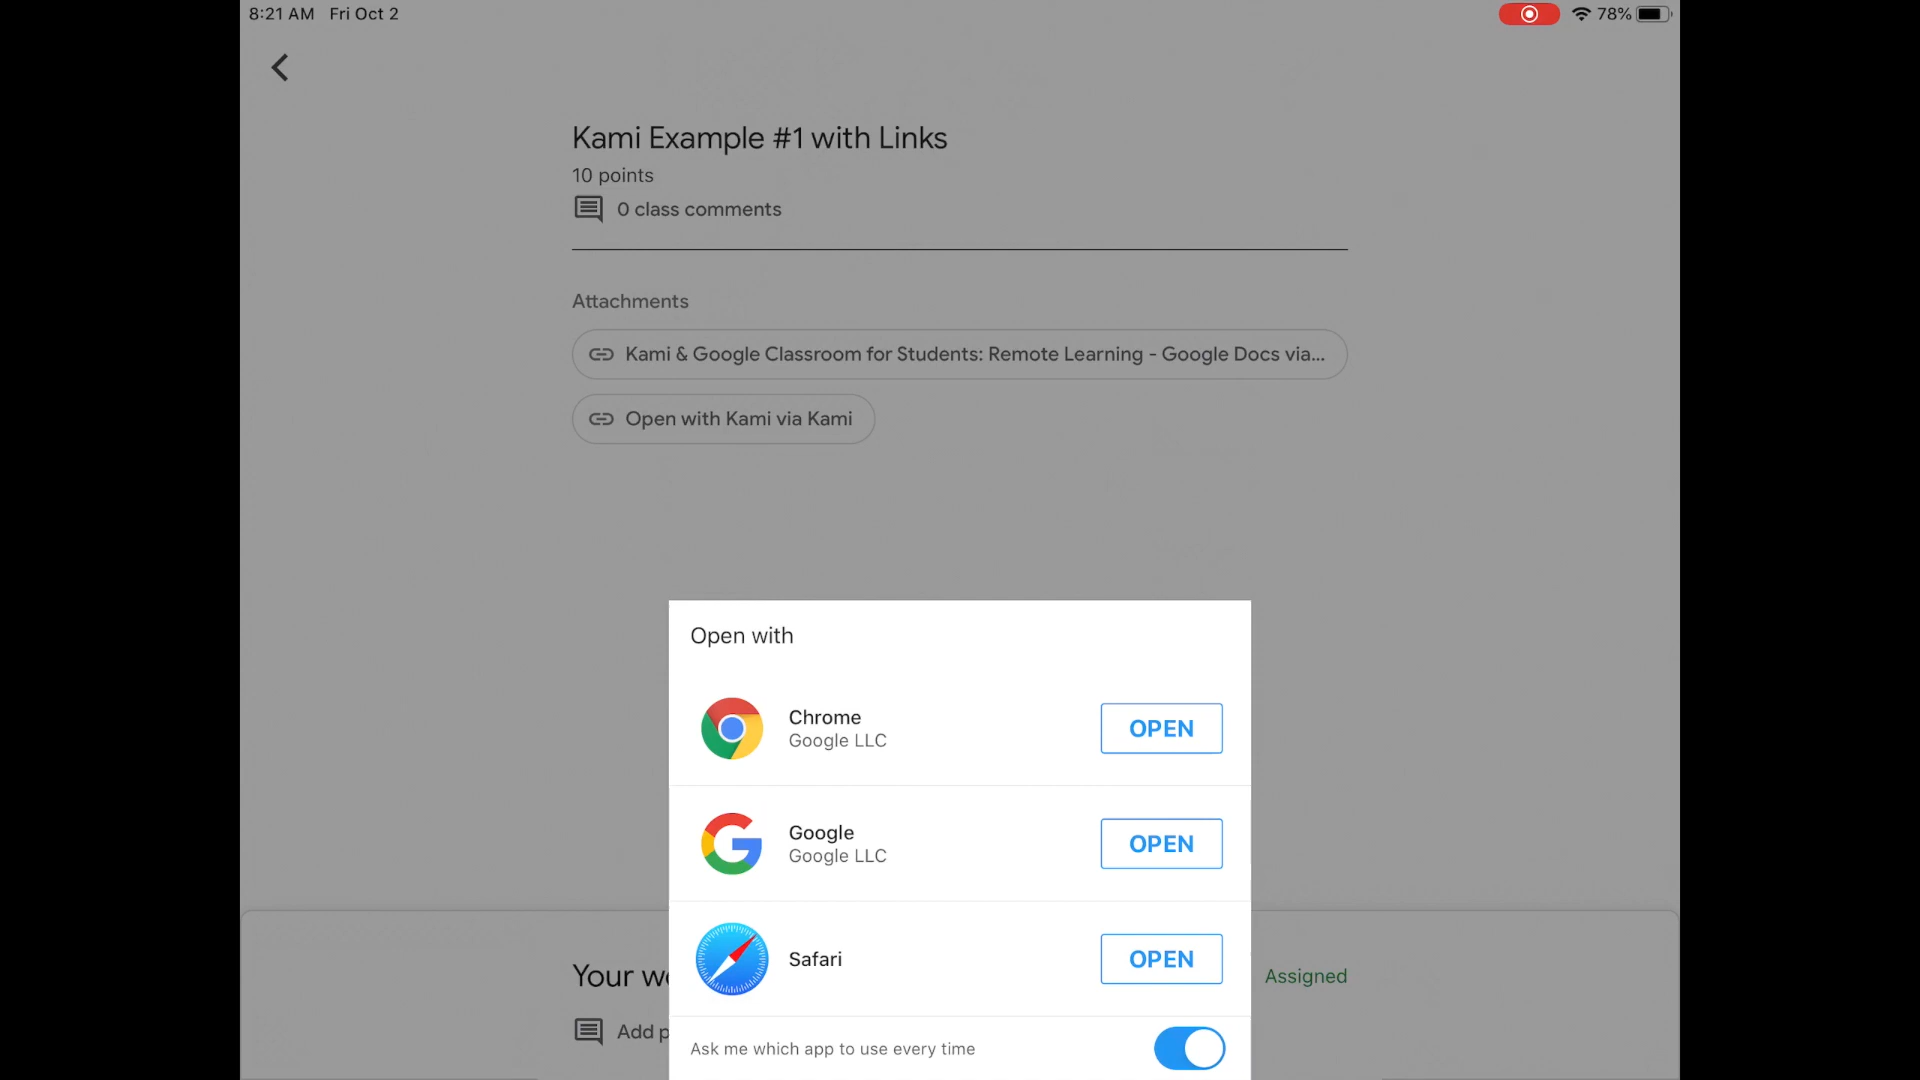 8:21 AM Fri Oct 2
78%
Kami Example #1 with Links
10 points
0 class comments
Attachments
Kami & Google Classroom for Students: Remote Learning - Google Docs via...
Open with Kami via Kami
Open with
Chrome
Google LLC
OPEN
Google
Google LLC
OPEN
Safari
OPEN
Your w
Assigned
Add p
Ask me which app to use every time